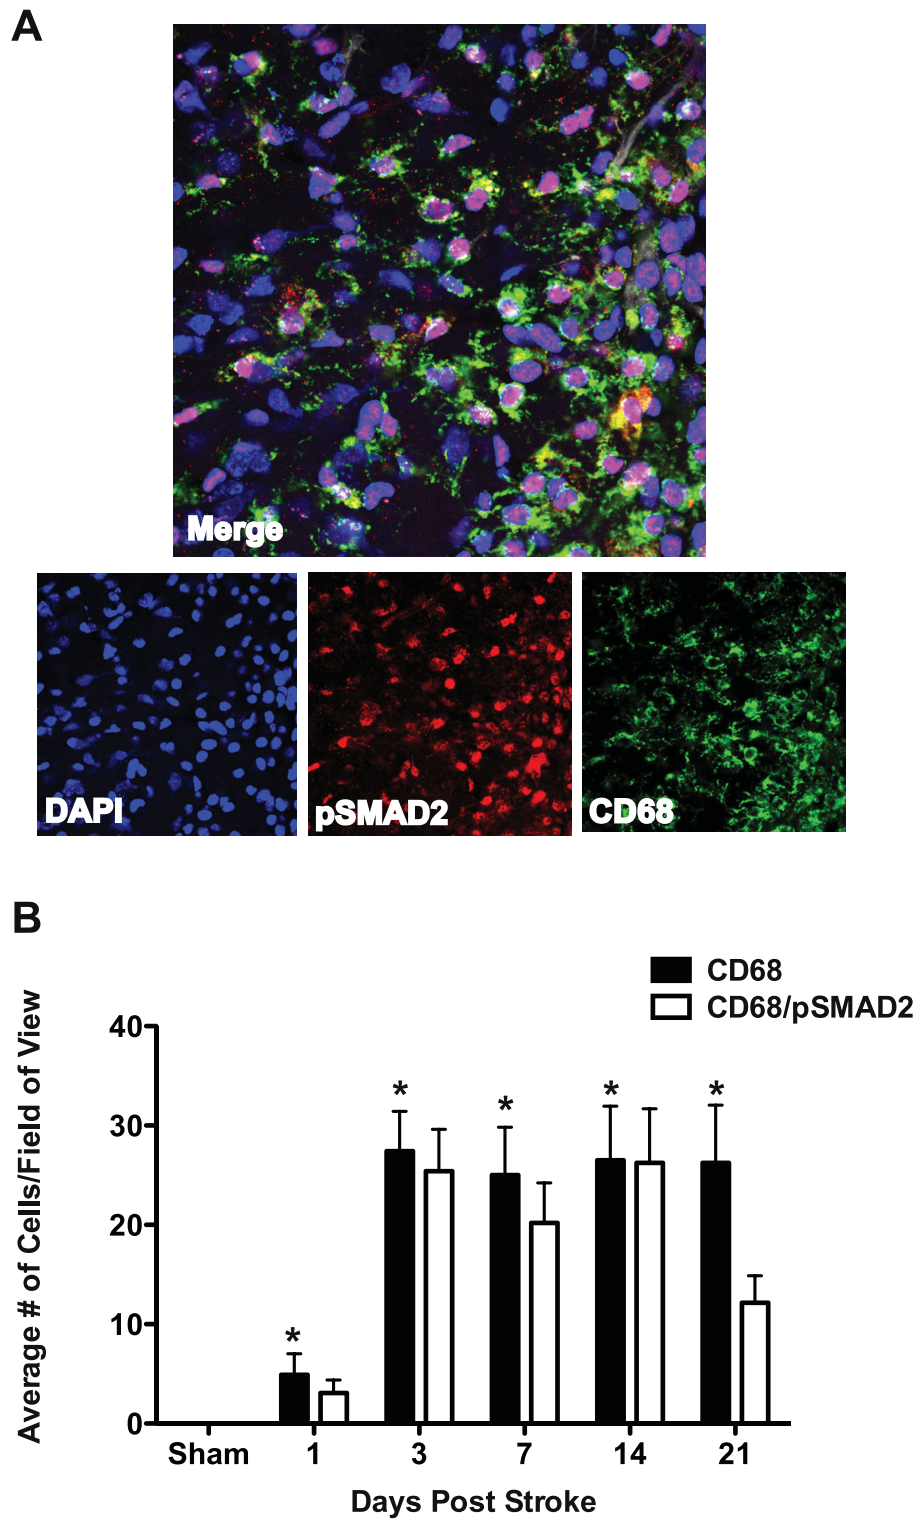 A
Merge
DAPI
pSMAD2
CD68
B
CD68
CD68/pSMAD2
Average # of Cells/Field of View
40
30
20
10
0
*
*
*
*
*
Sham 1 3 7 14 21
Days Post Stroke